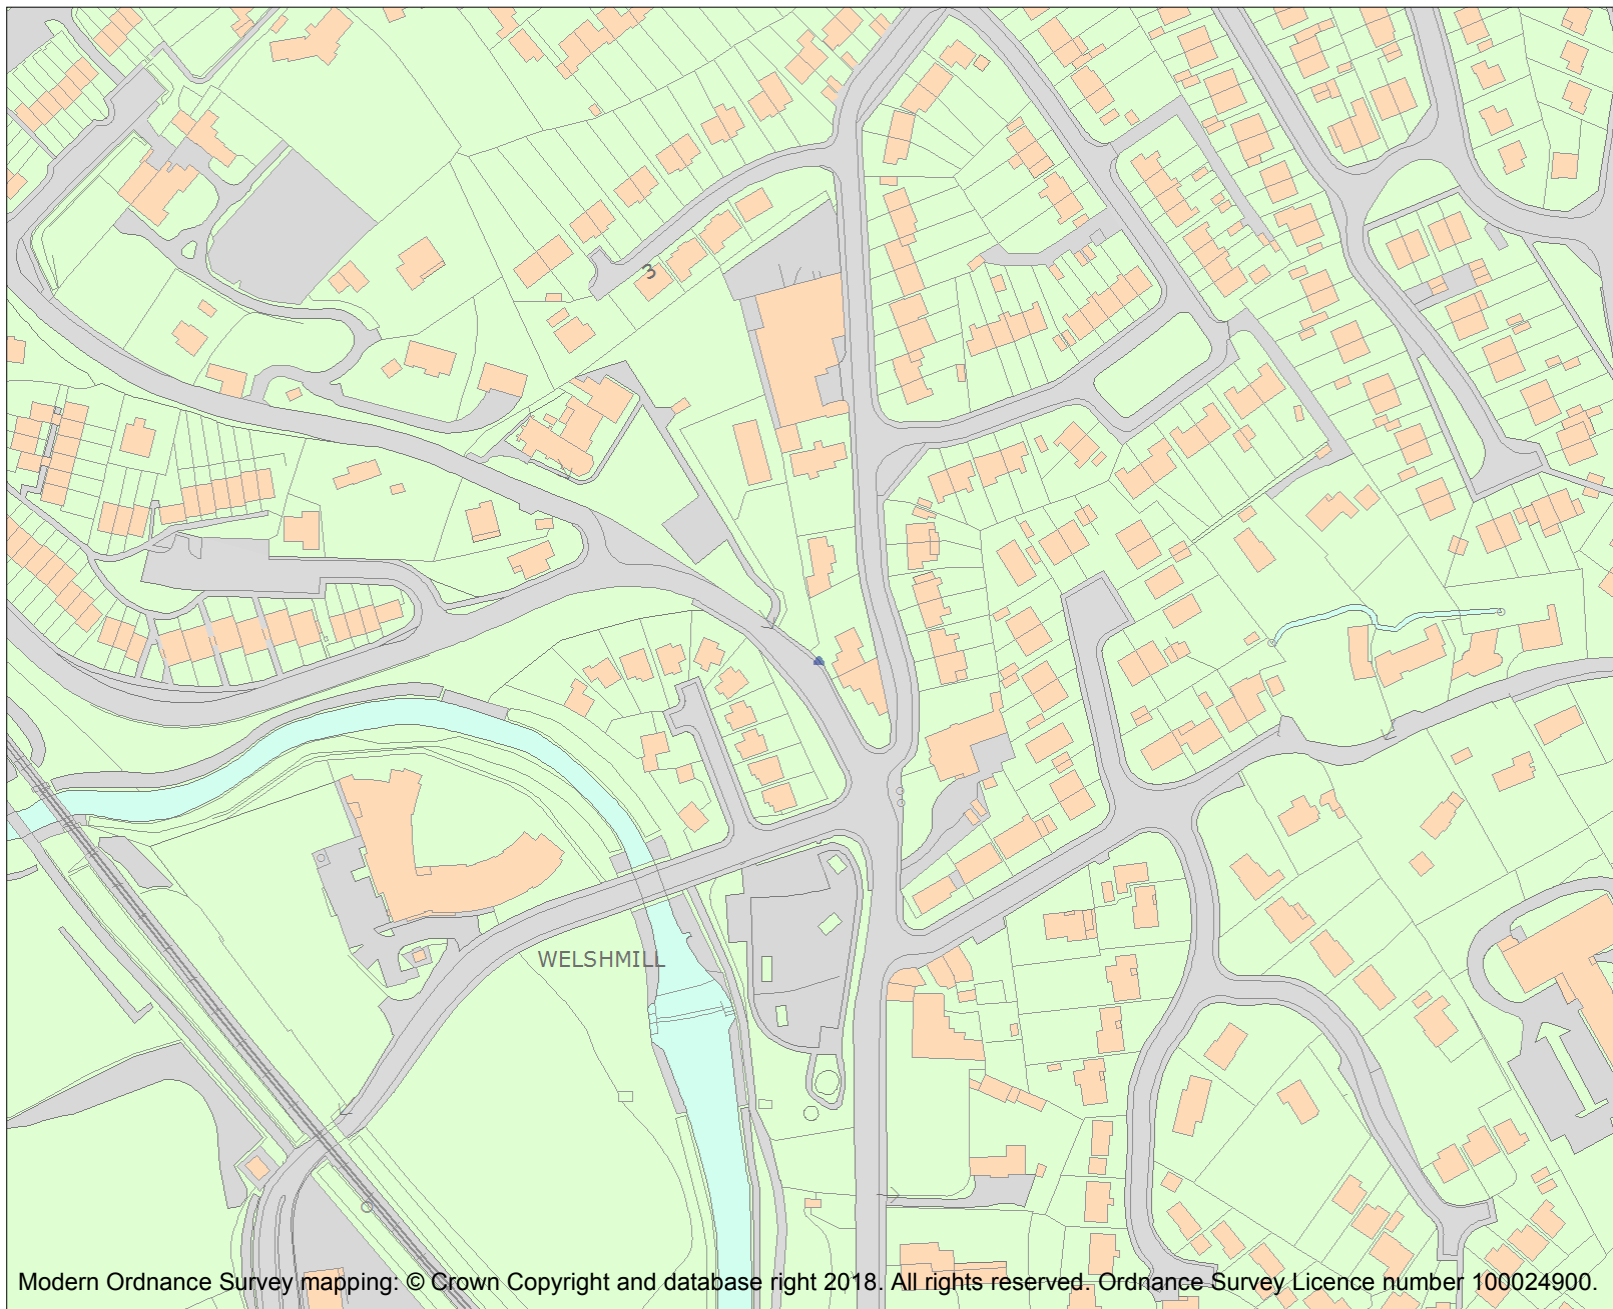 3
WELSHMILL
Modern Ordnance Survey mapping: © Crown Copyright and database right 2018. All rights reserved. Ordnance Survey Licence number 100024900.